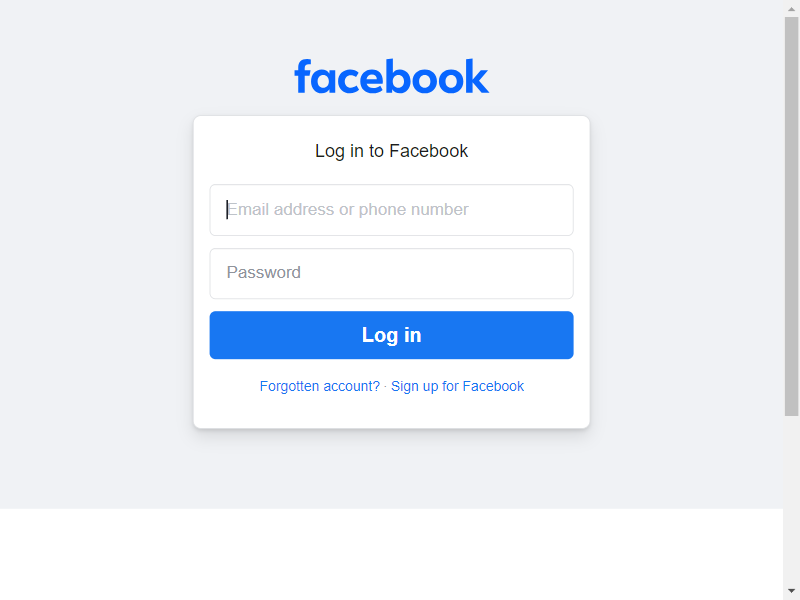 facebook
Log in to Facebook
Email address or phone number
Password
Log in
Forgotten account? · Sign up for Facebook